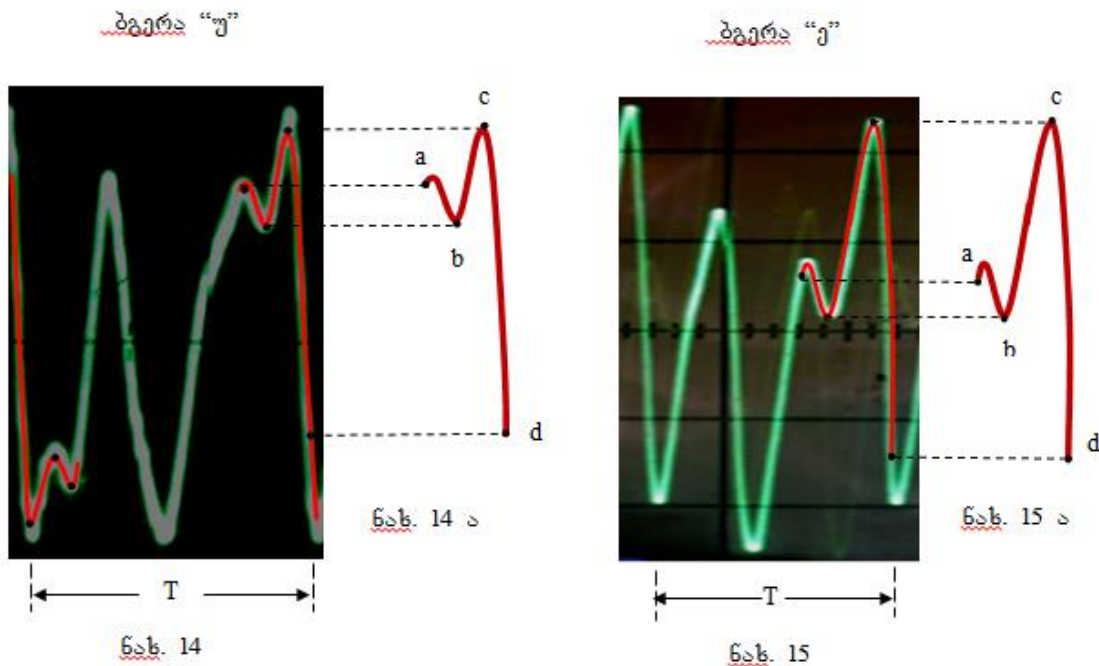 ბგერა “უ”
ბგერა “ე”
c
a
b
d
ნახ. 14 ა
T
ნახ. 14
c
a
b
d
ნახ. 15 ა
T
ნახ. 15